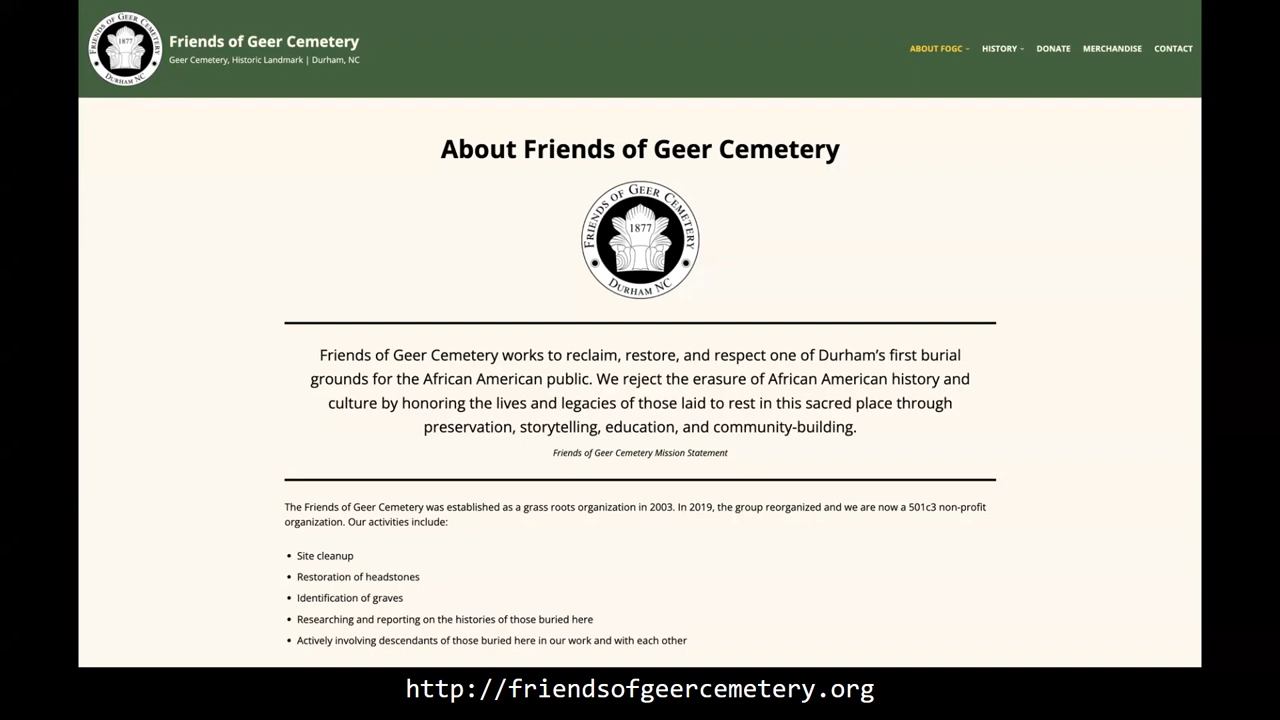 FRIENDS OF GEER CEMETERY
1877
DURHAM NC
Friends of Geer Cemetery
Geer Cemetery, Historic Landmark | Durham, NC
ABOUT FOGC HISTORY DONATE MERCHANDISE CONTACT
About Friends of Geer Cemetery
FRIENDS OF GEER CEMETERY
1877
DURHAM NC
Friends of Geer Cemetery works to reclaim, restore, and respect one of Durham’s first burial
grounds for the African American public. We reject the erasure of African American history and
culture by honoring the lives and legacies of those laid to rest in this sacred place through
preservation, storytelling, education, and community-building.
Friends of Geer Cemetery Mission Statement
The Friends of Geer Cemetery was established as a grass roots organization in 2003. In 2019, the group reorganized and we are now a 501c3 non-profit
organization. Our activities include:
• Site cleanup
• Restoration of headstones
• Identification of graves
• Researching and reporting on the histories of those buried here
• Actively involving descendants of those buried here in our work and with each other
http://friendsofgeercemetery.org